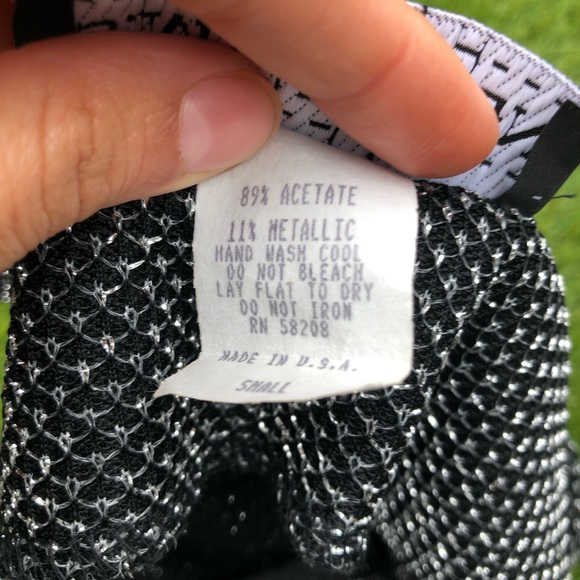 89% ACETATE
11% METALLIC
HAND WASH COOL
DO NOT BLEACH
LAY FLAT TO DRY
DO NOT IRON
RN 58208
MADE IN U.S.A.
SMALL